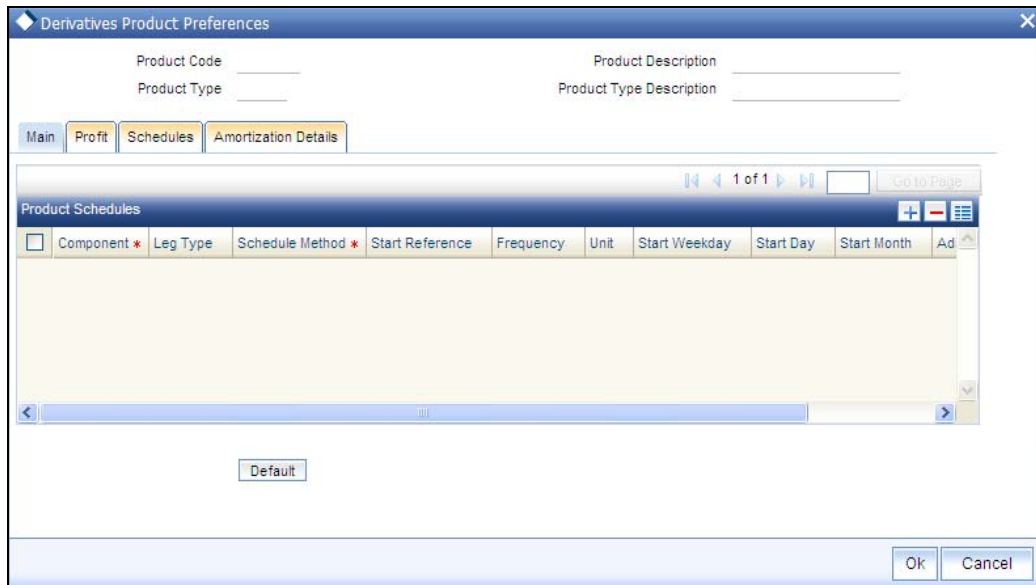 Derivatives Product Preferences
Product Code
Product Description
Product Type
Product Type Description
Main Profit Schedules Amortization Details
1 of 1 Go to Page
Product Schedules
Component * Leg Type Schedule Method * Start Reference Frequency Unit Start Weekday Start Day Start Month Ad
Default
Ok Cancel